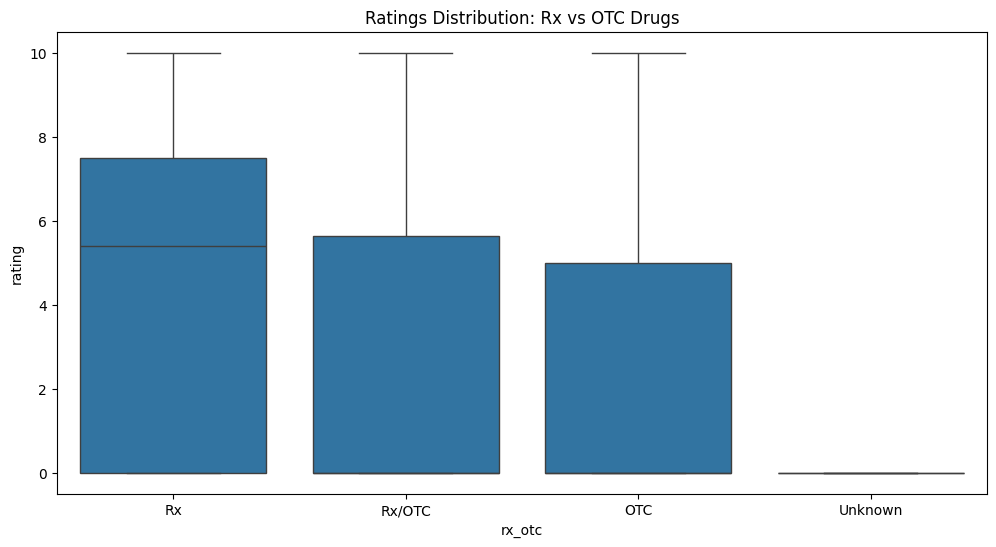 Ratings Distribution: Rx vs OTC Drugs
10
8
6
4
2
0
rating
Rx Rx/OTC OTC Unknown
rx_otc